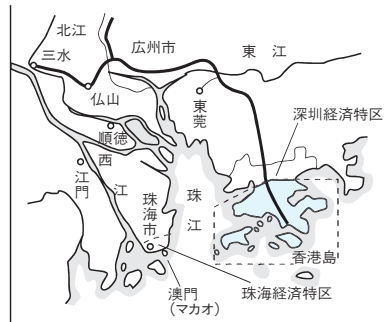 北江
広州市
東江
三水
仏山
東莞
深圳経済特区
順徳
西江
江門
珠江
珠海市
香港島
澳門
（マカオ）
珠海経済特区